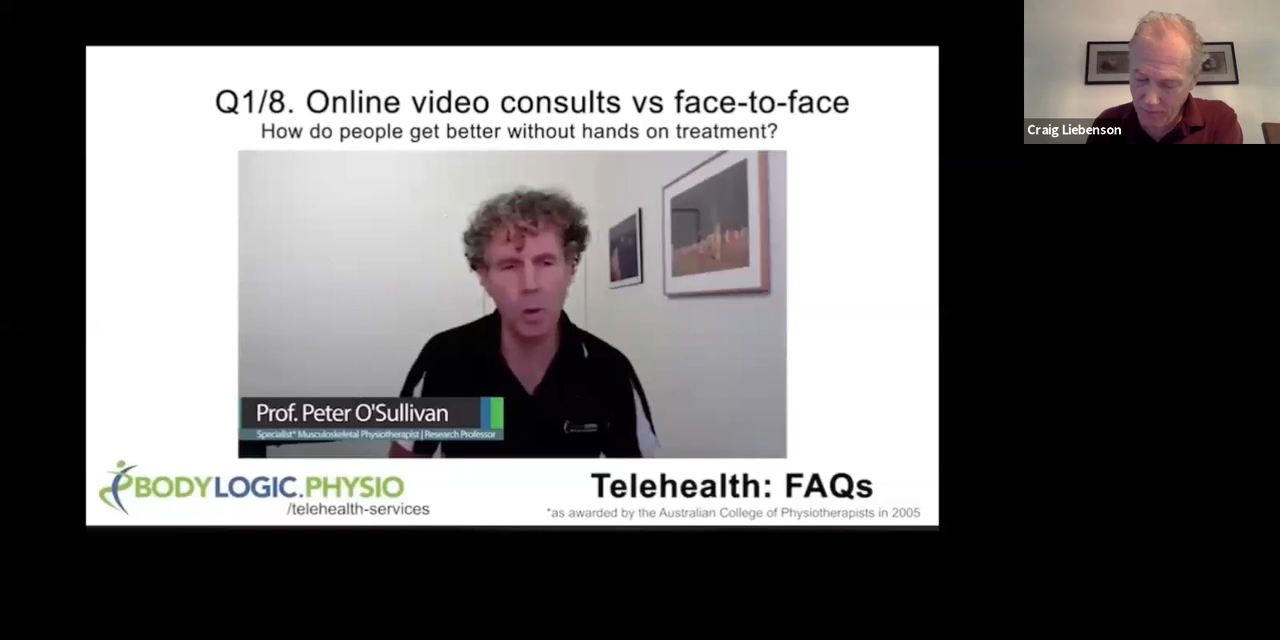 Q1/8. Online video consults vs face-to-face
How do people get better without hands on treatment?
Craig Liebenson
Prof. Peter O'Sullivan
Specialist* Musculoskeletal Physiotherapist | Research Professor
BODYLOGIC.PHYSIO
/telehealth-services
Telehealth: FAQs
*as awarded by the Australian College of Physiotherapists in 2005